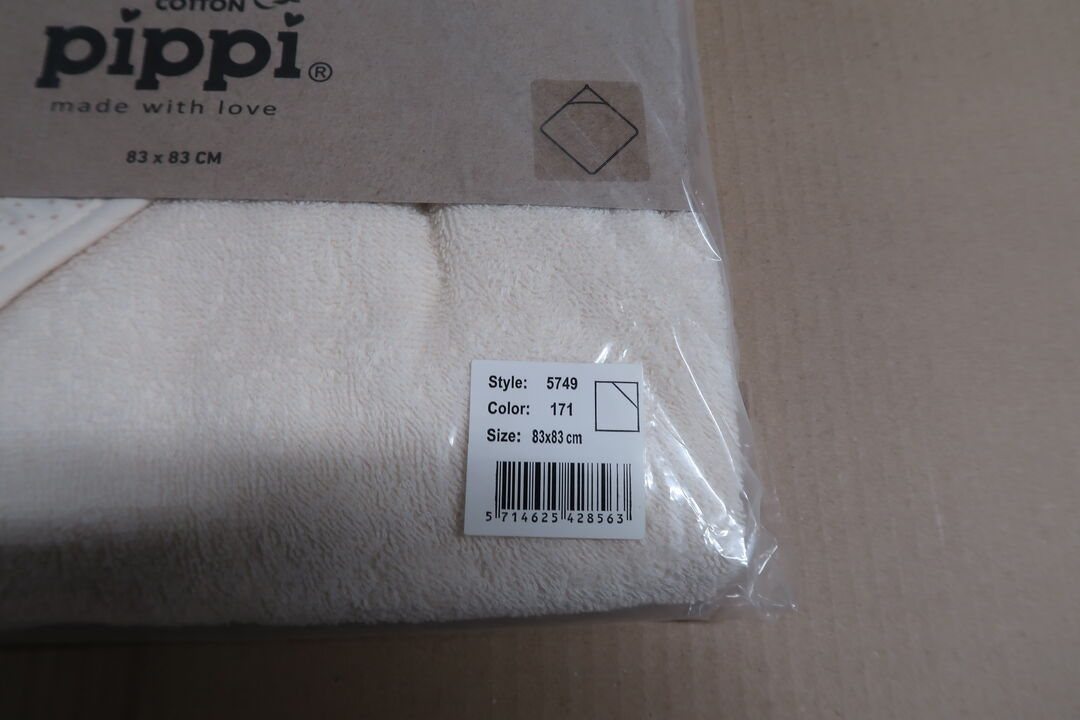 COTTON
pippi®
made with love
83 x 83 CM
Style: 5749
Color: 171
Size: 83x83 cm
5 714625 428563